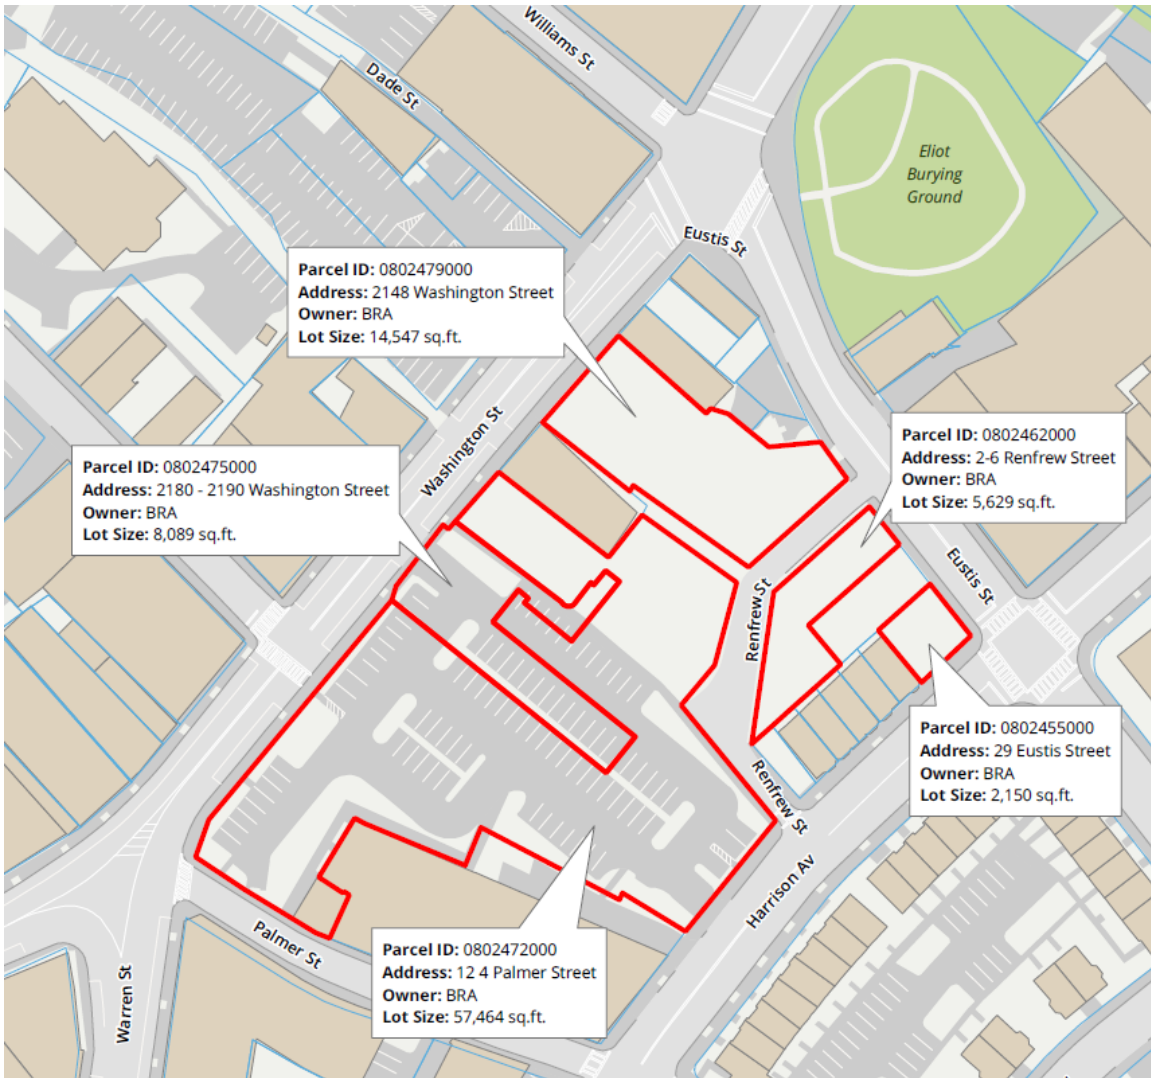 Williams St
Dade St
Eliot
Burying
Ground
Eustis St
Parcel ID: 0802479000
Address: 2148 Washington Street
Owner: BRA
Lot Size: 14,547 sq.ft.
Washington St
Parcel ID: 0802462000
Address: 2-6 Renfrew Street
Owner: BRA
Lot Size: 5,629 sq.ft.
Parcel ID: 0802475000
Address: 2180 - 2190 Washington Street
Owner: BRA
Lot Size: 8,089 sq.ft.
Eustis St
Renfrew St
Parcel ID: 0802455000
Address: 29 Eustis Street
Owner: BRA
Lot Size: 2,150 sq.ft.
Renfrew St
Harrison Av
Palmer St
Parcel ID: 0802472000
Address: 12 4 Palmer Street
Owner: BRA
Lot Size: 57,464 sq.ft.
Warren St